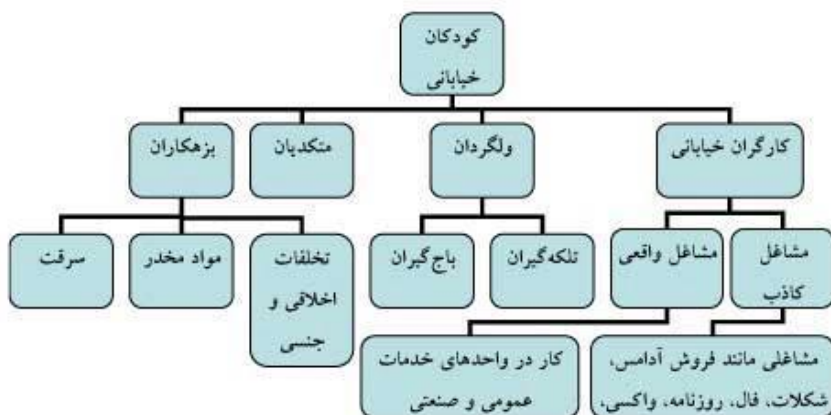 کودکان
خیابانی
کارگران خیابانی
ولگردان
متکدیان
بزهکاران
مشاغل
کاذب
مشاغل واقعی
تلکه‌گیران
باج‌گیران
تخلفات
اخلاقی و
جنسی
مواد مخدر
سرقت
مشاغلی مانند فروش آدامس،
شکلات، فال، روزنامه، واکسی،
کار در واحدهای خدمات
عمومی و صنعتی